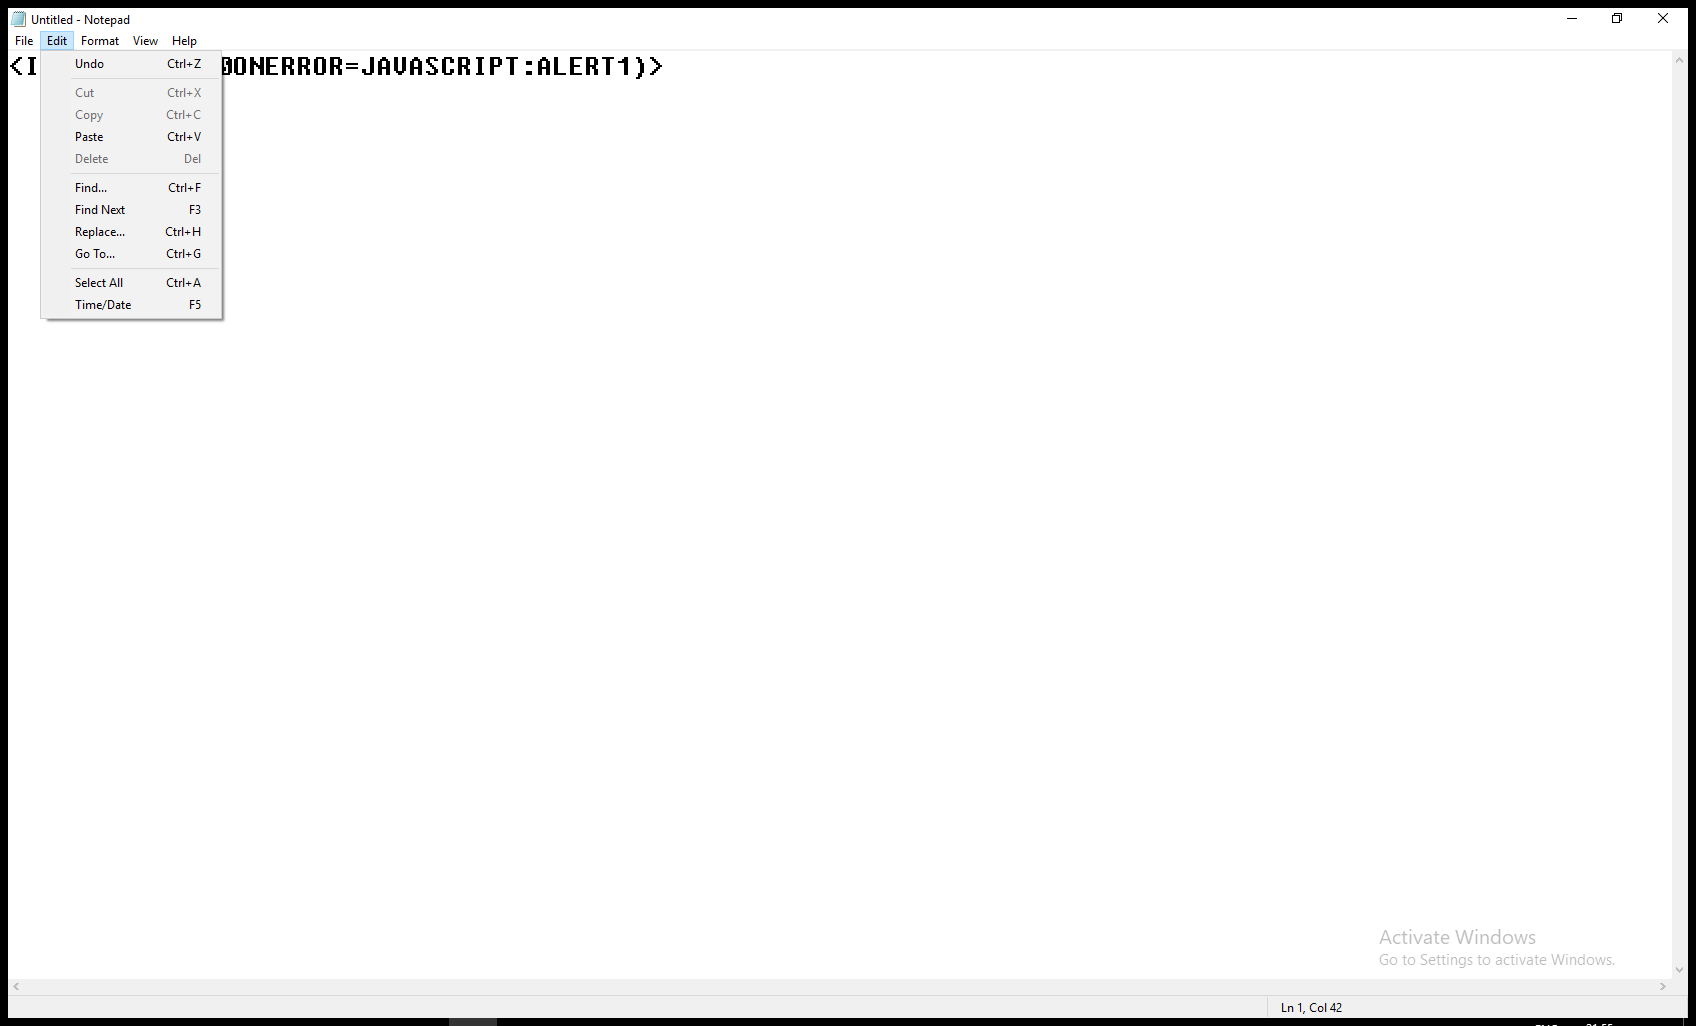 Untitled - Notepad
File Edit Format View Help
<I ONERROR=JAVASCRIPT:ALERT1)>
Undo Ctrl+Z
Cut Ctrl+X
Copy Ctrl+C
Paste Ctrl+V
Delete Del
Find... Ctrl+F
Find Next F3
Replace... Ctrl+H
Go To... Ctrl+G
Select All Ctrl+A
Time/Date F5
Activate Windows
Go to Settings to activate Windows.
Ln 1, Col 42